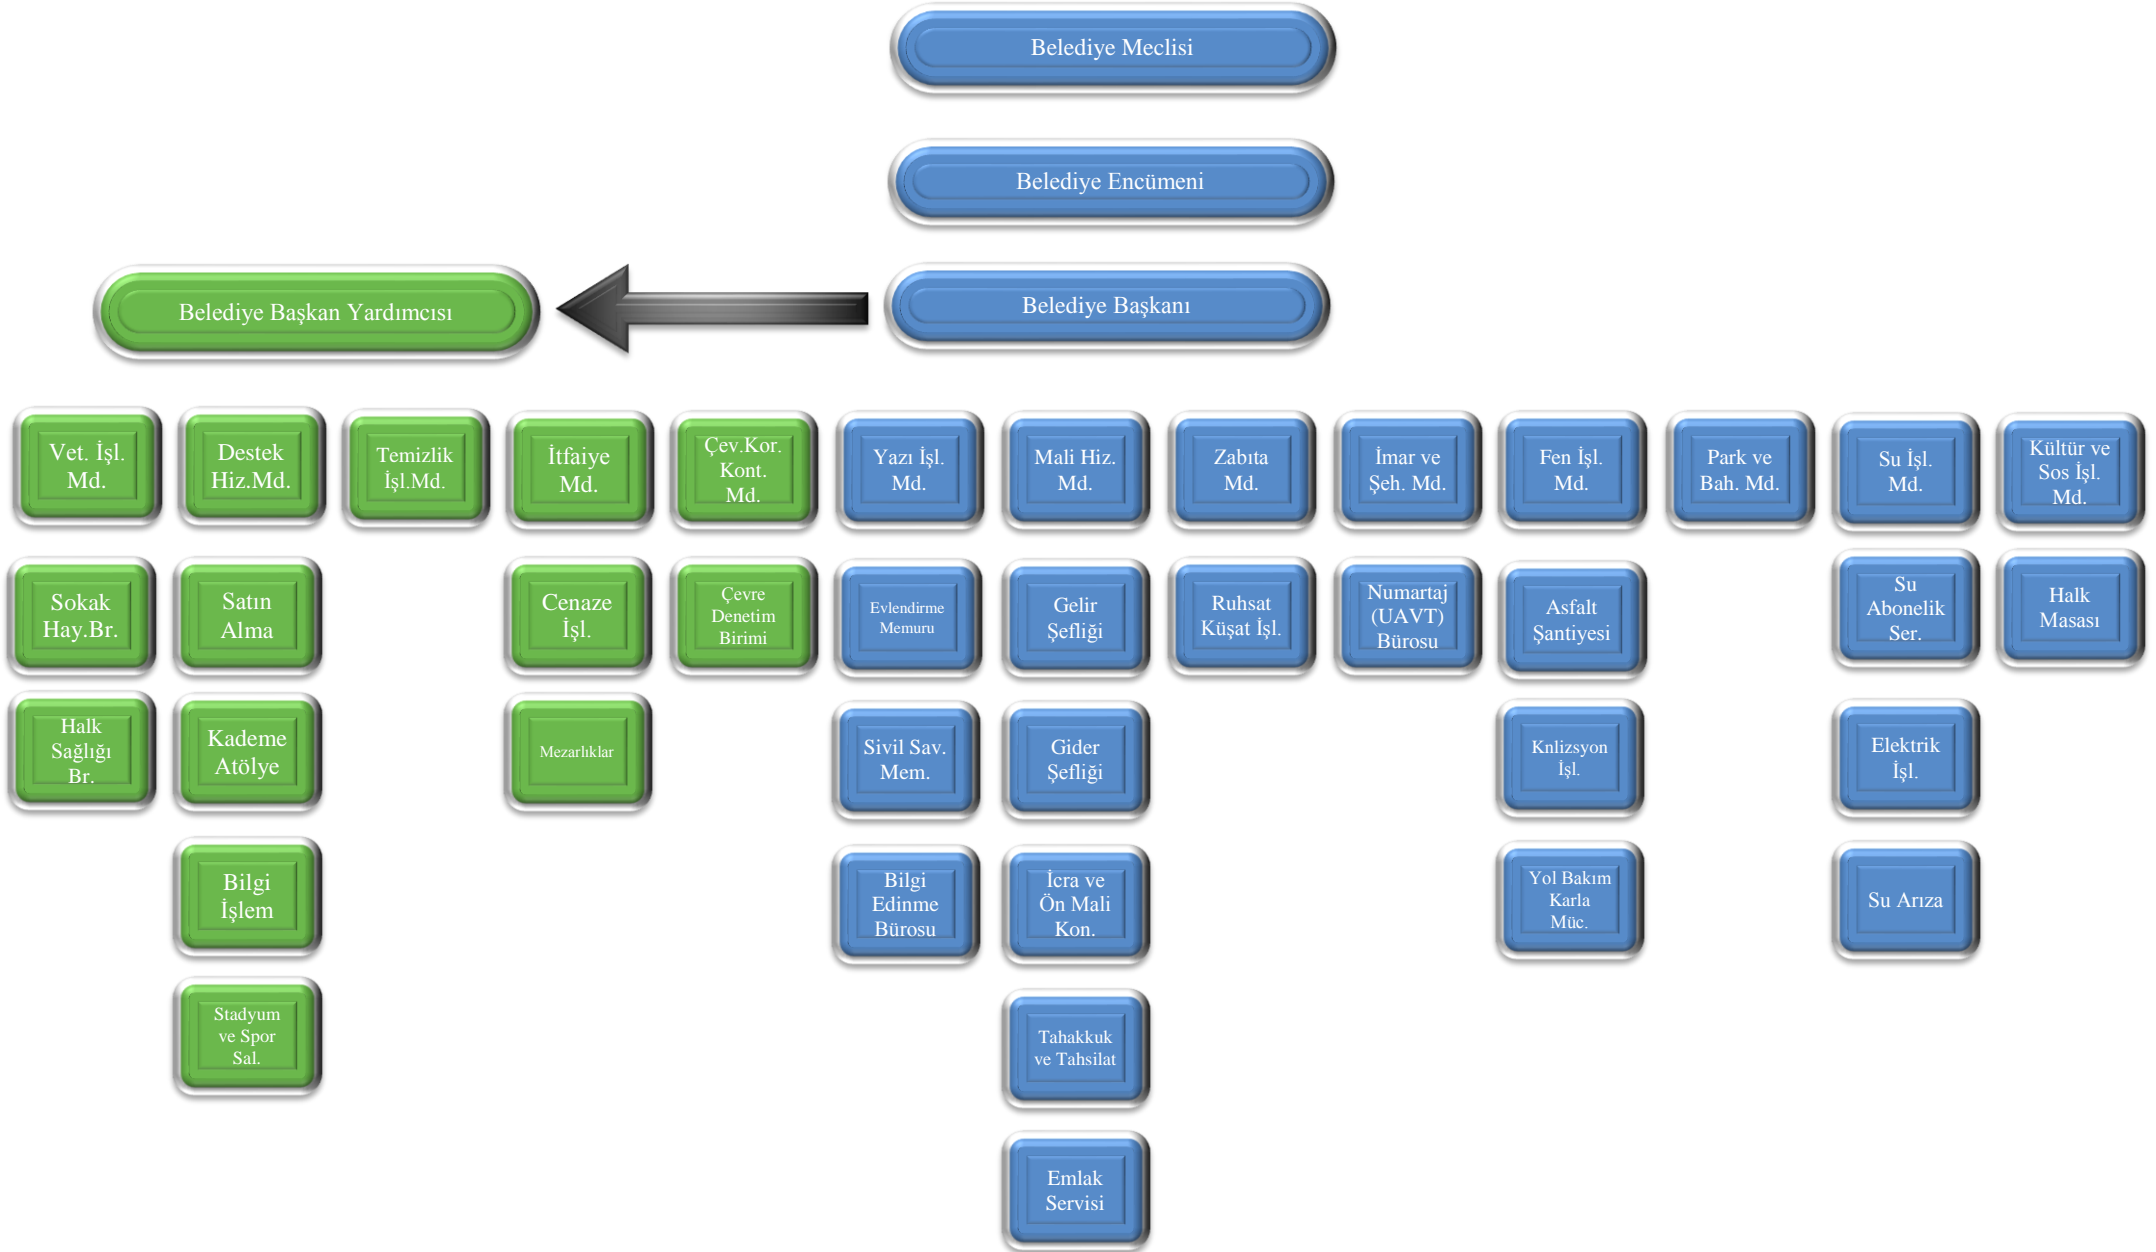 Belediye Meclisi
Belediye Encümeni
Belediye Başkan Yardımcısı
Belediye Başkanı
Vet. İşl.
Md.
Destek
Hiz.Md.
Temizlik
İşl.Md.
İtfaiye
Md.
Çev.Kor.
Kont.
Md.
Yazı İşl.
Md.
Mali Hiz.
Md.
Zabıta
Md.
İmar ve
Şeh. Md.
Fen İşl.
Md.
Park ve
Bah. Md.
Su İşl.
Md.
Kültür ve
Sos İşl.
Md.
Sokak
Hay.Br.
Satın
Alma
Cenaze
İşl.
Çevre
Denetim
Birimi
Evlendirme
Memuru
Gelir
Şefliği
Ruhsat
Küşat İşl.
Numartaj
(UAVT)
Bürosu
Asfalt
Şantiyesi
Su
Abonelik
Ser.
Halk
Masası
Halk
Sağlığı
Br.
Kademe
Atölye
Mezarlıklar
Sivil Sav.
Mem.
Gider
Şefliği
Knlizsyon
İşl.
Elektrik
İşl.
Bilgi
İşlem
Bilgi
Edinme
Bürosu
İcra ve
Ön Mali
Kon.
Yol Bakım
Karla
Müc.
Su Arıza
Stadyum
ve Spor
Sal.
Tahakkuk
ve Tahsilat
Emlak
Servisi